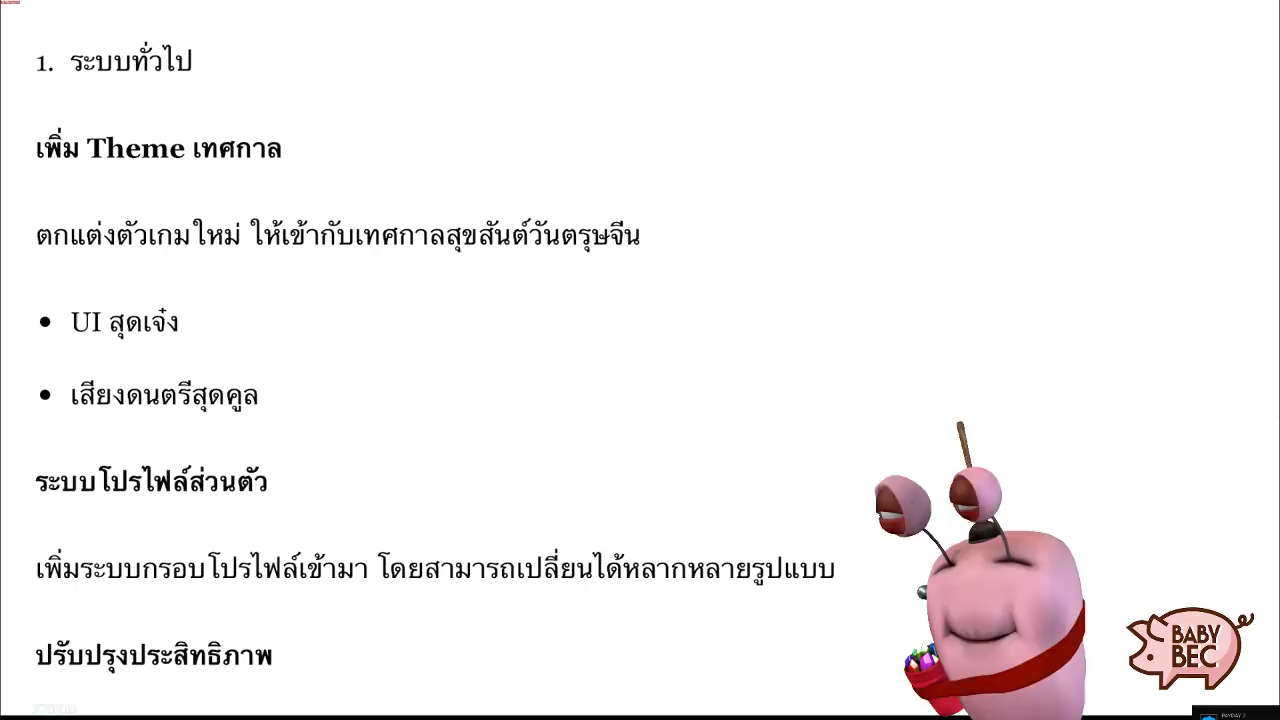 1. ระบบทั่วไป
เพิ่ม Theme เทศกาล
ตกแต่งตัวเกมใหม่ ให้เข้ากับเทศกาลสุขสันต์วันตรุษจีน
• UI สุดเจ๋ง
• เสียงดนตรีสุดคูล
ระบบโปรไฟล์ส่วนตัว
เพิ่มระบบกรอบโปรไฟล์เข้ามา โดยสามารถเปลี่ยนได้หลากหลายรูปแบบ
ปรับปรุงประสิทธิภาพ
BABY
BEC
PAYDAY 2